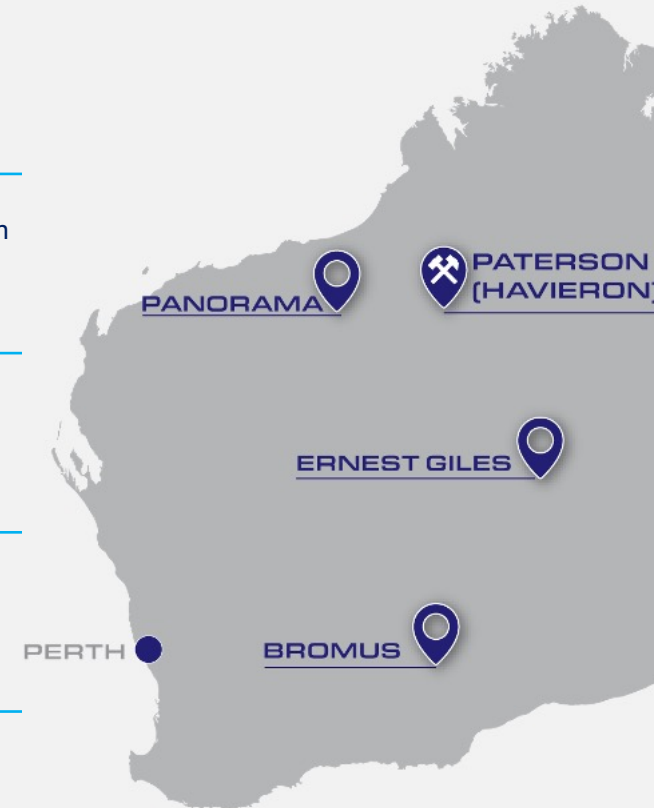 n
PANORAMA
PATERSON
(HAVIERON)
ERNEST GILES
PERTH
BROMUS